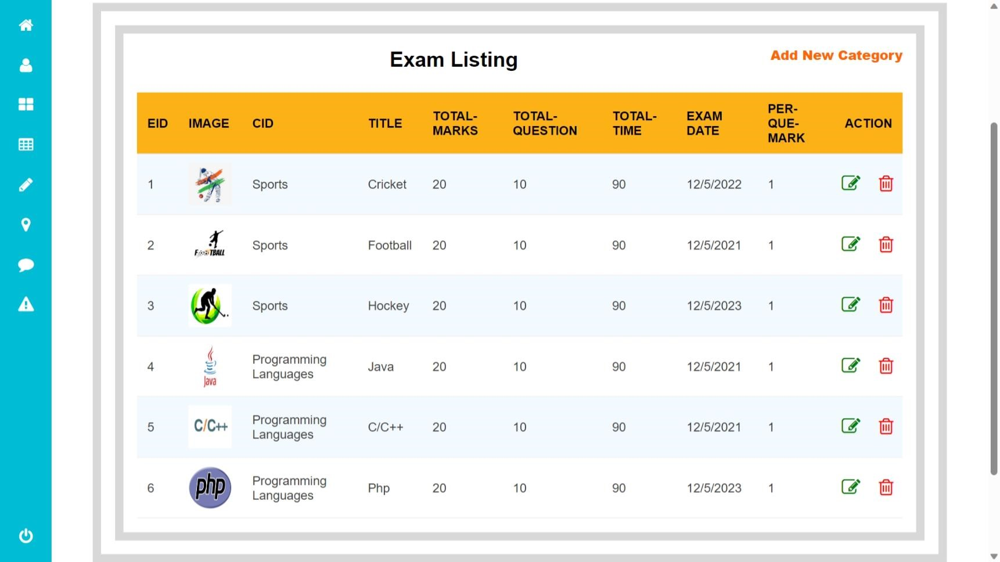 Exam Listing
Add New Category
EID IMAGE CID TITLE TOTAL-MARKS TOTAL-QUESTION TOTAL-TIME EXAM DATE PER-QUE-MARK ACTION
1 Sports Cricket 20 10 90 12/5/2022 1
2 FOOTBALL Sports Football 20 10 90 12/5/2021 1
3 Sports Hockey 20 10 90 12/5/2023 1
4 Java Programming Languages Java 20 10 90 12/5/2021 1
5 C/C++ Programming Languages C/C++ 20 10 90 12/5/2021 1
6 php Programming Languages Php 20 10 90 12/5/2023 1